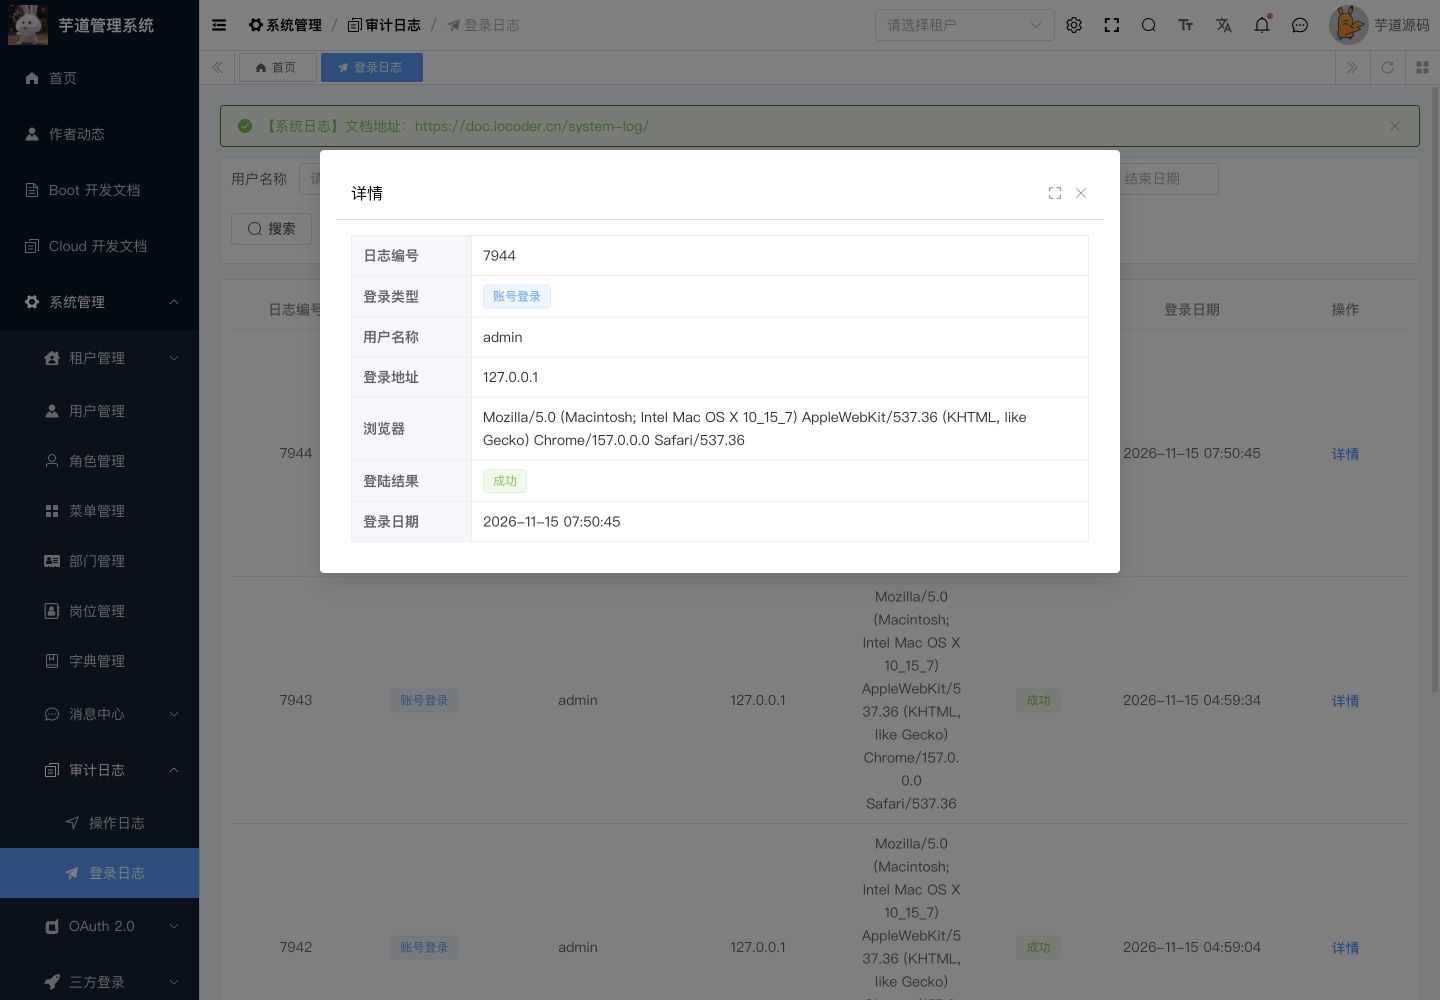 芋道管理系统
系统管理 / 审计日志 / 登录日志
请选择租户
芋道源码
首页
登录日志
首页
作者动态
Boot 开发文档
Cloud 开发文档
系统管理
租户管理
用户管理
角色管理
菜单管理
部门管理
岗位管理
字典管理
消息中心
审计日志
操作日志
登录日志
OAuth 2.0
三方登录
【系统日志】文档地址：https://doc.iocoder.cn/system-log/
用户名称
请
结束日期
搜索
详情
日志编号 7944
登录类型 账号登录
用户名称 admin
登录地址 127.0.0.1
浏览器 Mozilla/5.0 (Macintosh; Intel Mac OS X 10_15_7) AppleWebKit/537.36 (KHTML, like
Gecko) Chrome/157.0.0.0 Safari/537.36
登陆结果 成功
登录日期 2026-11-15 07:50:45
日志编号 登录日期 操作
7944 2026-11-15 07:50:45 详情
Mozilla/5.0
(Macintosh;
Intel Mac OS X
10_15_7)
AppleWebKit/5
37.36 (KHTML,
like Gecko)
Chrome/157.0.
0.0
Safari/537.36
7943 账号登录 admin 127.0.0.1 成功 2026-11-15 04:59:34 详情
Mozilla/5.0
(Macintosh;
Intel Mac OS X
10_15_7)
AppleWebKit/5
37.36 (KHTML,
like Gecko)
7942 账号登录 admin 127.0.0.1 成功 2026-11-15 04:59:04 详情